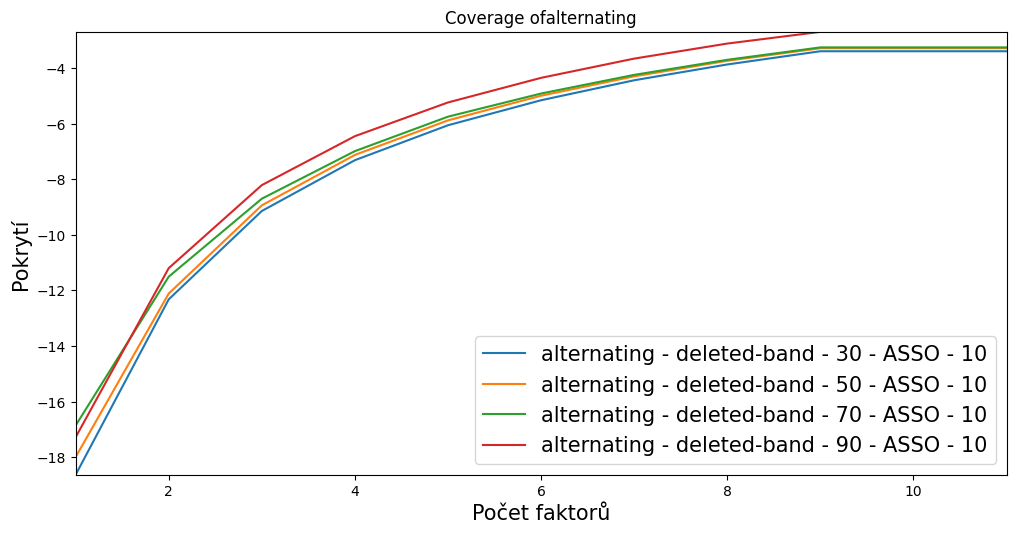 Coverage ofalternating
Pokrytí
−4
−6
−8
−10
−12
−14
−16
−18
alternating - deleted-band - 30 - ASSO - 10
alternating - deleted-band - 50 - ASSO - 10
alternating - deleted-band - 70 - ASSO - 10
alternating - deleted-band - 90 - ASSO - 10
2 4 6 8 10
Počet faktorů